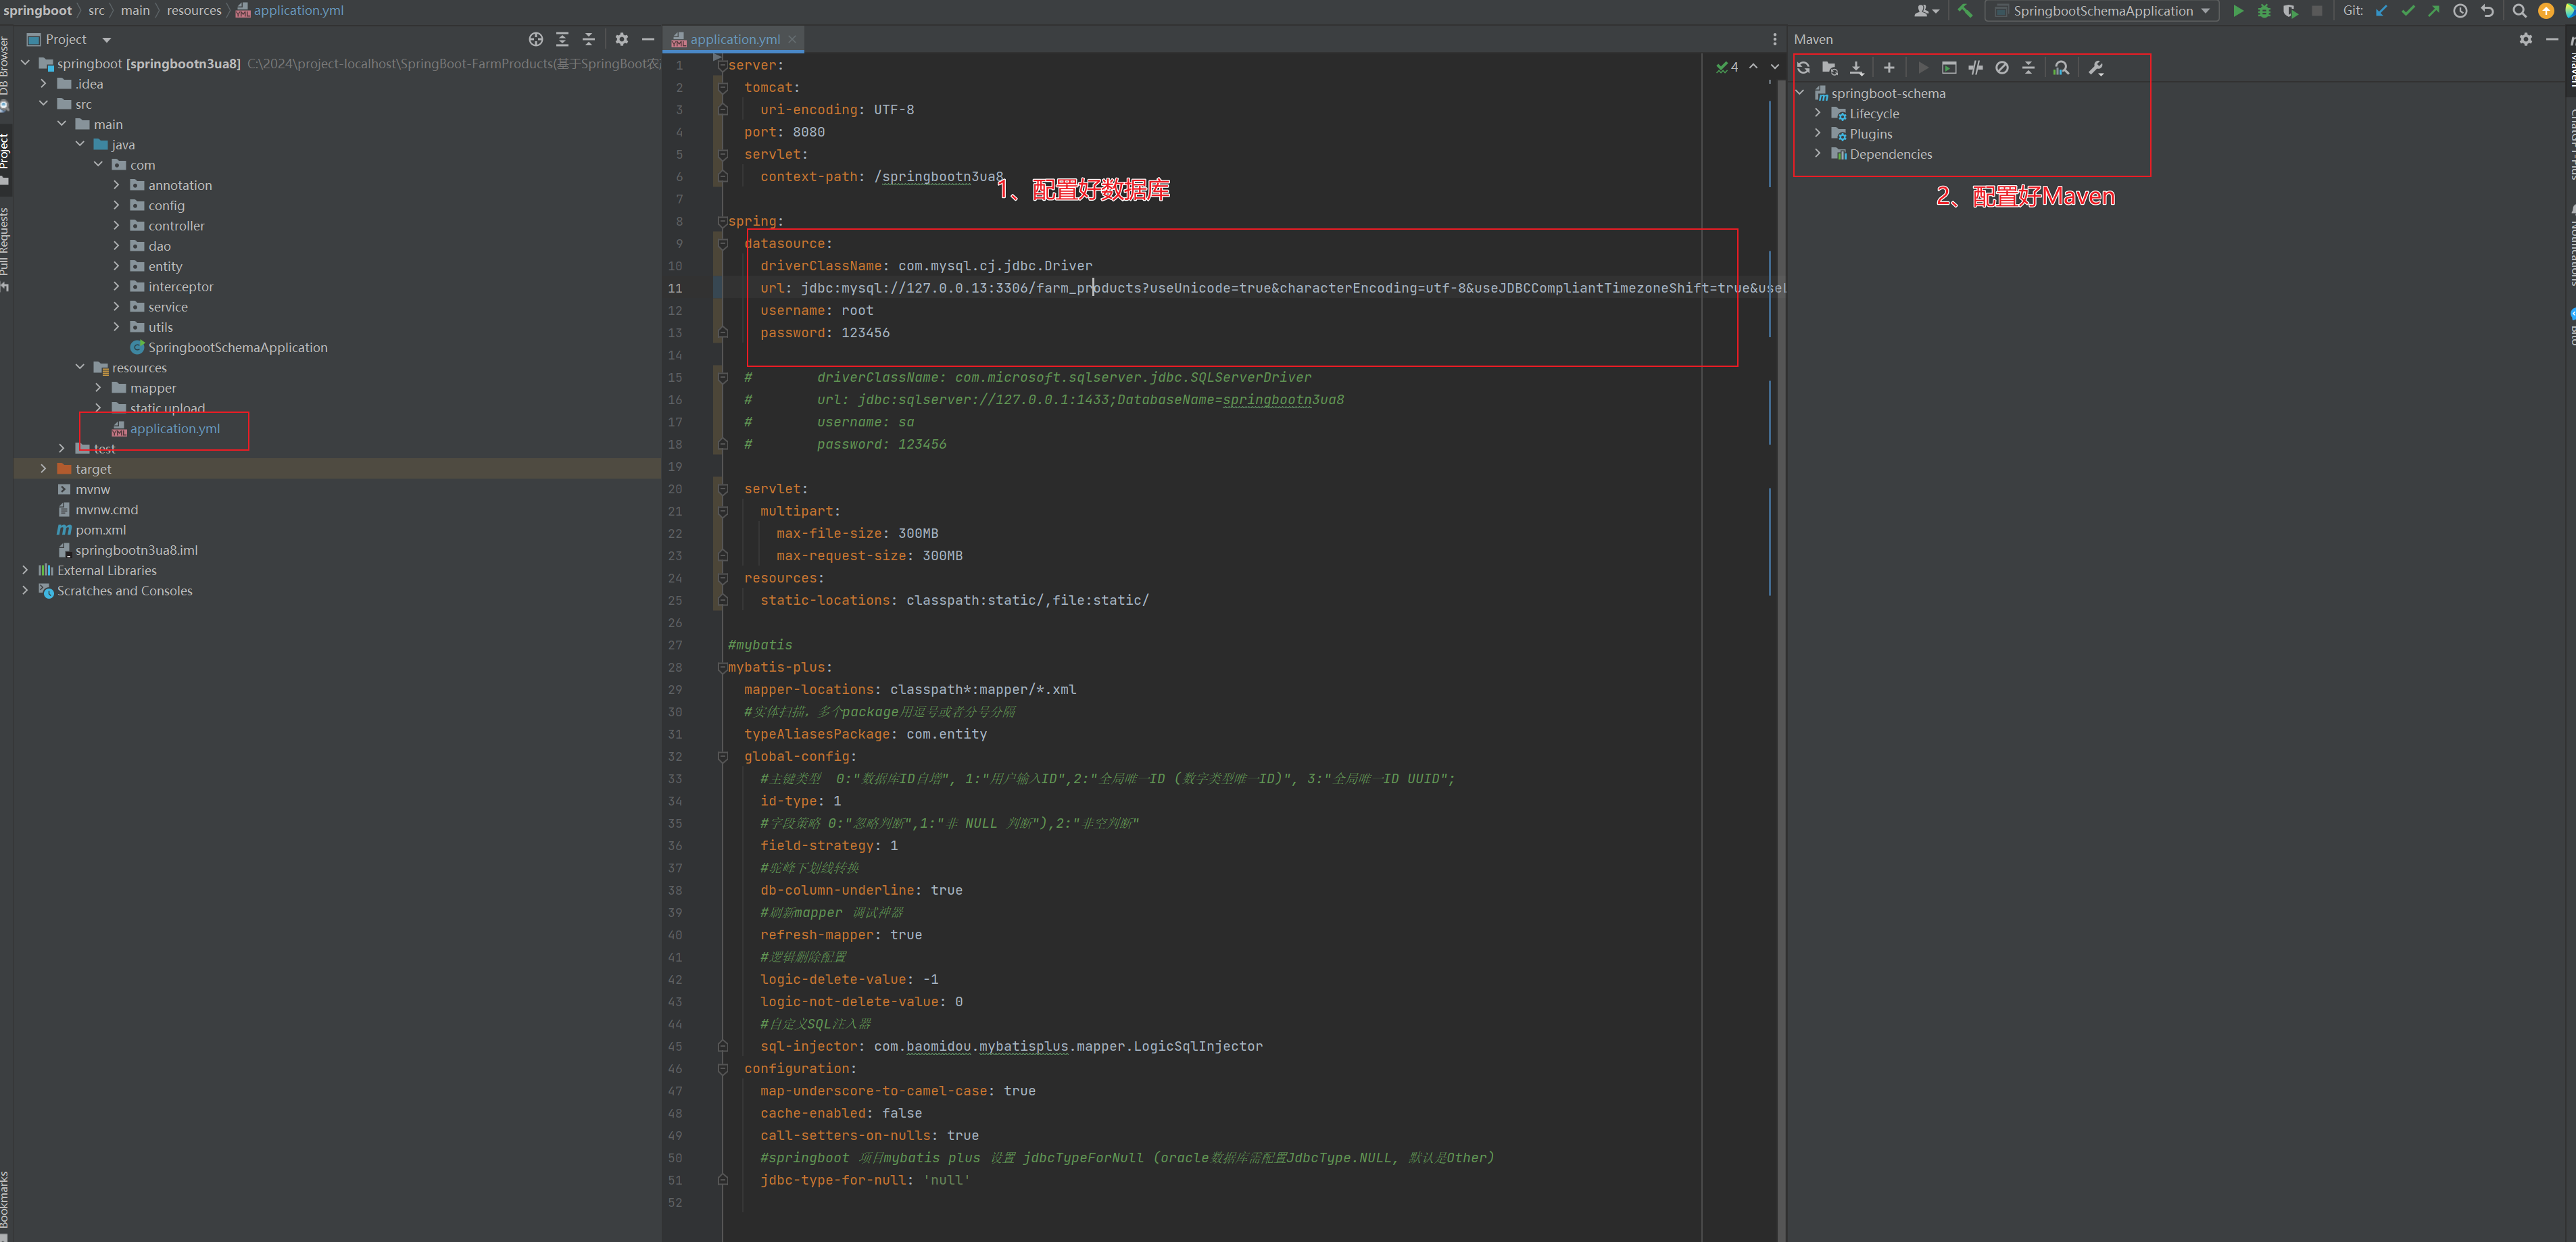 springboot src main resources application.yml
SpringbootSchemaApplication
Git:
DB Browser
Project
Pull Requests
Bookmarks
Project
springboot [springbootn3ua8] C:\2024\project-localhost\SpringBoot-FarmProducts(基于SpringBoot农
.idea
src
main
java
com
annotation
config
controller
dao
entity
interceptor
service
utils
SpringbootSchemaApplication
resources
mapper
static.upload
application.yml
test
target
mvnw
mvnw.cmd
pom.xml
springbootn3ua8.iml
External Libraries
Scratches and Consoles
application.yml
4
1 server:
2 tomcat:
3 uri-encoding: UTF-8
4 port: 8080
5 servlet:
6 context-path: /springbootn3ua8
1、配置好数据库
7
8 spring:
9 datasource:
10 driverClassName: com.mysql.cj.jdbc.Driver
11 url: jdbc:mysql://127.0.0.13:3306/farm_products?useUnicode=true&characterEncoding=utf-8&useJDBCCompliantTimezoneShift=true&useL
12 username: root
13 password: 123456
14
15 # driverClassName: com.microsoft.sqlserver.jdbc.SQLServerDriver
16 # url: jdbc:sqlserver://127.0.0.1:1433;DatabaseName=springbootn3ua8
17 # username: sa
18 # password: 123456
19
20 servlet:
21 multipart:
22 max-file-size: 300MB
23 max-request-size: 300MB
24 resources:
25 static-locations: classpath:static/,file:static/
26
27 #mybatis
28 mybatis-plus:
29 mapper-locations: classpath*:mapper/*.xml
30 #实体扫描，多个package用逗号或者分号分隔
31 typeAliasesPackage: com.entity
32 global-config:
33 #主键类型 0:"数据库ID自增", 1:"用户输入ID",2:"全局唯一ID (数字类型唯一ID)", 3:"全局唯一ID UUID";
34 id-type: 1
35 #字段策略 0:"忽略判断",1:"非 NULL 判断"),2:"非空判断"
36 field-strategy: 1
37 #驼峰下划线转换
38 db-column-underline: true
39 #刷新mapper 调试神器
40 refresh-mapper: true
41 #逻辑删除配置
42 logic-delete-value: -1
43 logic-not-delete-value: 0
44 #自定义SQL注入器
45 sql-injector: com.baomidou.mybatisplus.mapper.LogicSqlInjector
46 configuration:
47 map-underscore-to-camel-case: true
48 cache-enabled: false
49 call-setters-on-nulls: true
50 #springboot 项目mybatis plus 设置 jdbcTypeForNull (oracle数据库需配置JdbcType.NULL, 默认是Other)
51 jdbc-type-for-null: 'null'
52
Maven
springboot-schema
Lifecycle
Plugins
Dependencies
2、配置好Maven